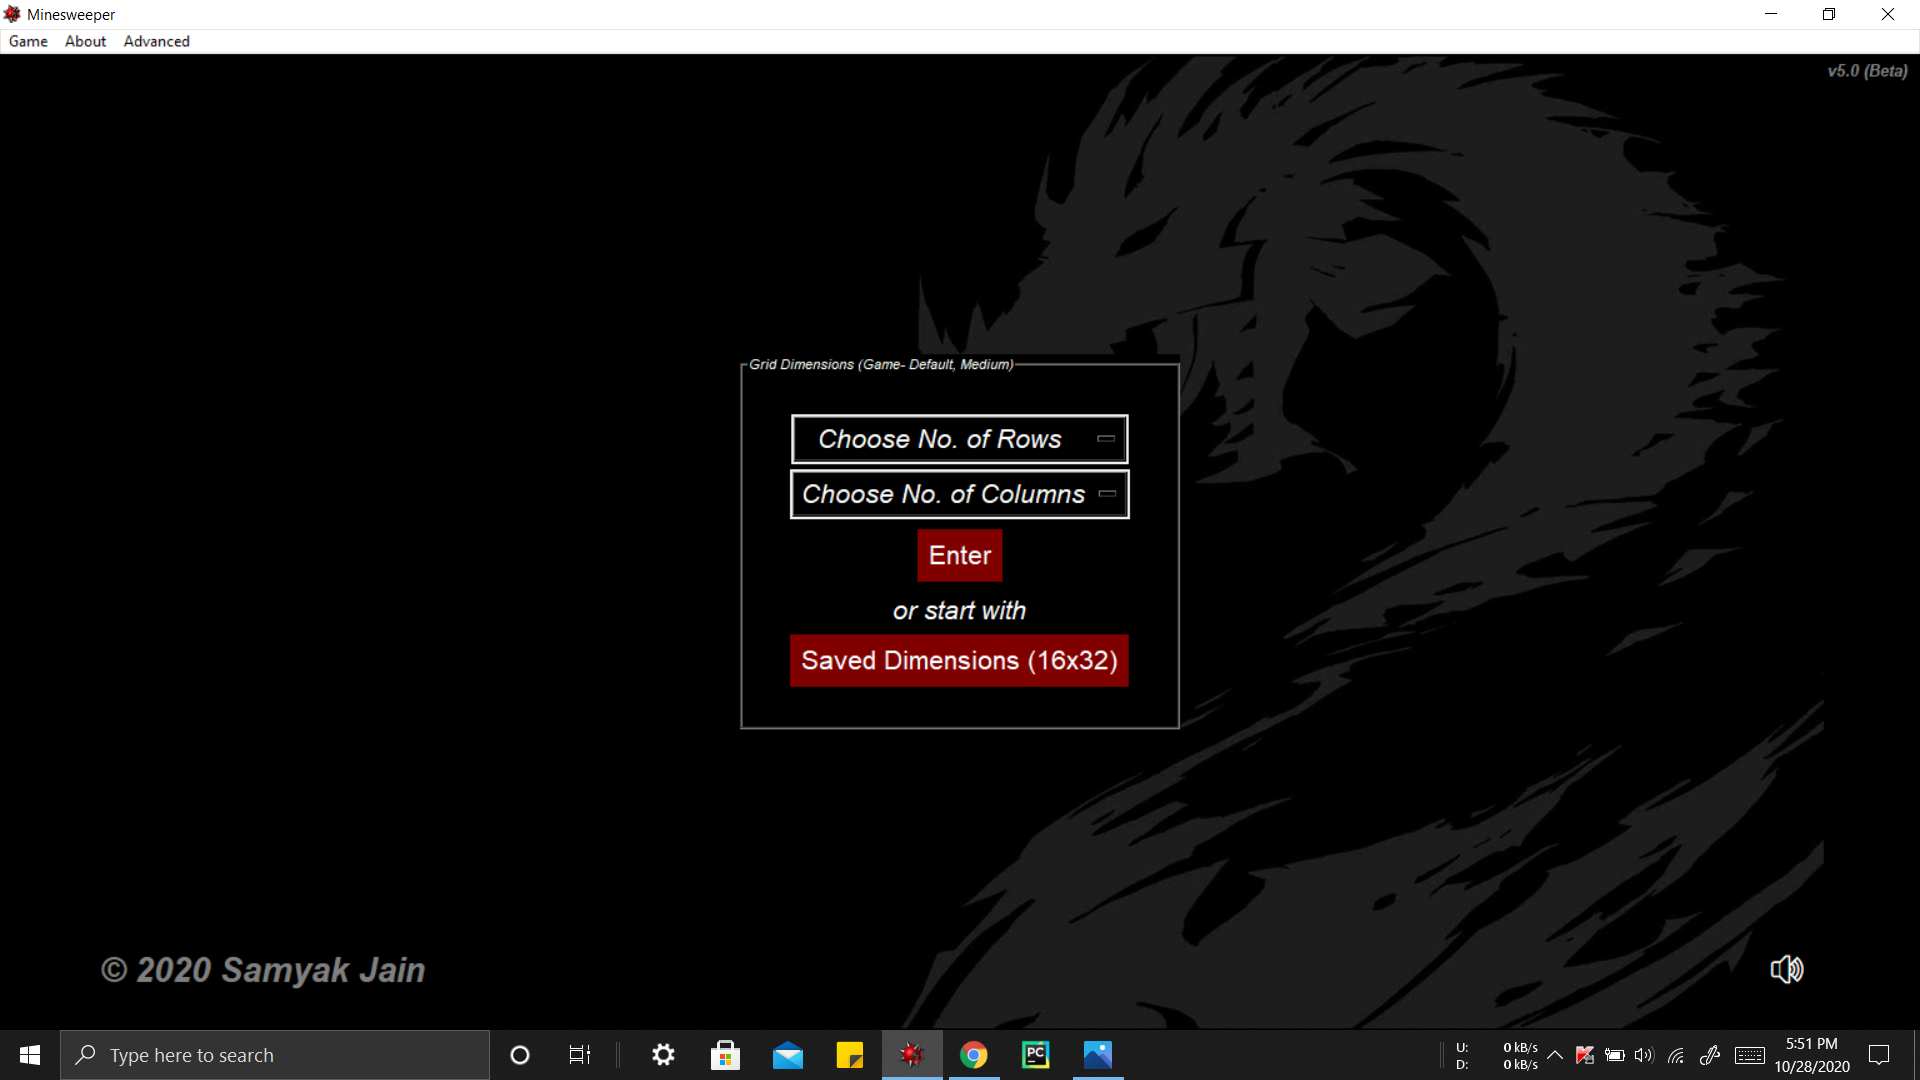 Minesweeper
Game About Advanced
v5.0 (Beta)
Grid Dimensions (Game- Default, Medium)
Choose No. of Rows
Choose No. of Columns
Enter
or start with
Saved Dimensions (16x32)
© 2020 Samyak Jain
Type here to search
PC
U: 0 kB/s
D: 0 kB/s
5:51 PM
10/28/2020